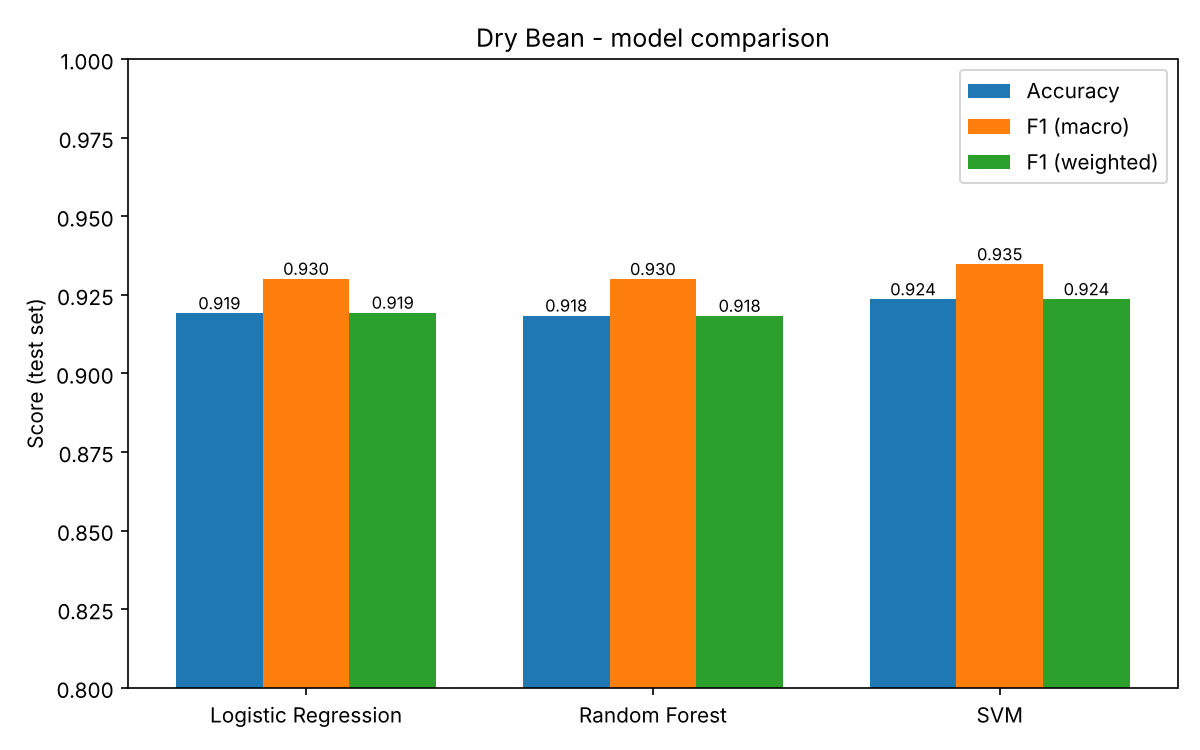 Dry Bean - model comparison
1.000
0.975
0.950
0.925
0.900
0.875
0.850
0.825
0.800
Score (test set)
Accuracy
F1 (macro)
F1 (weighted)
0.919
0.930
0.919
0.918
0.930
0.918
0.924
0.935
0.924
Logistic Regression
Random Forest
SVM